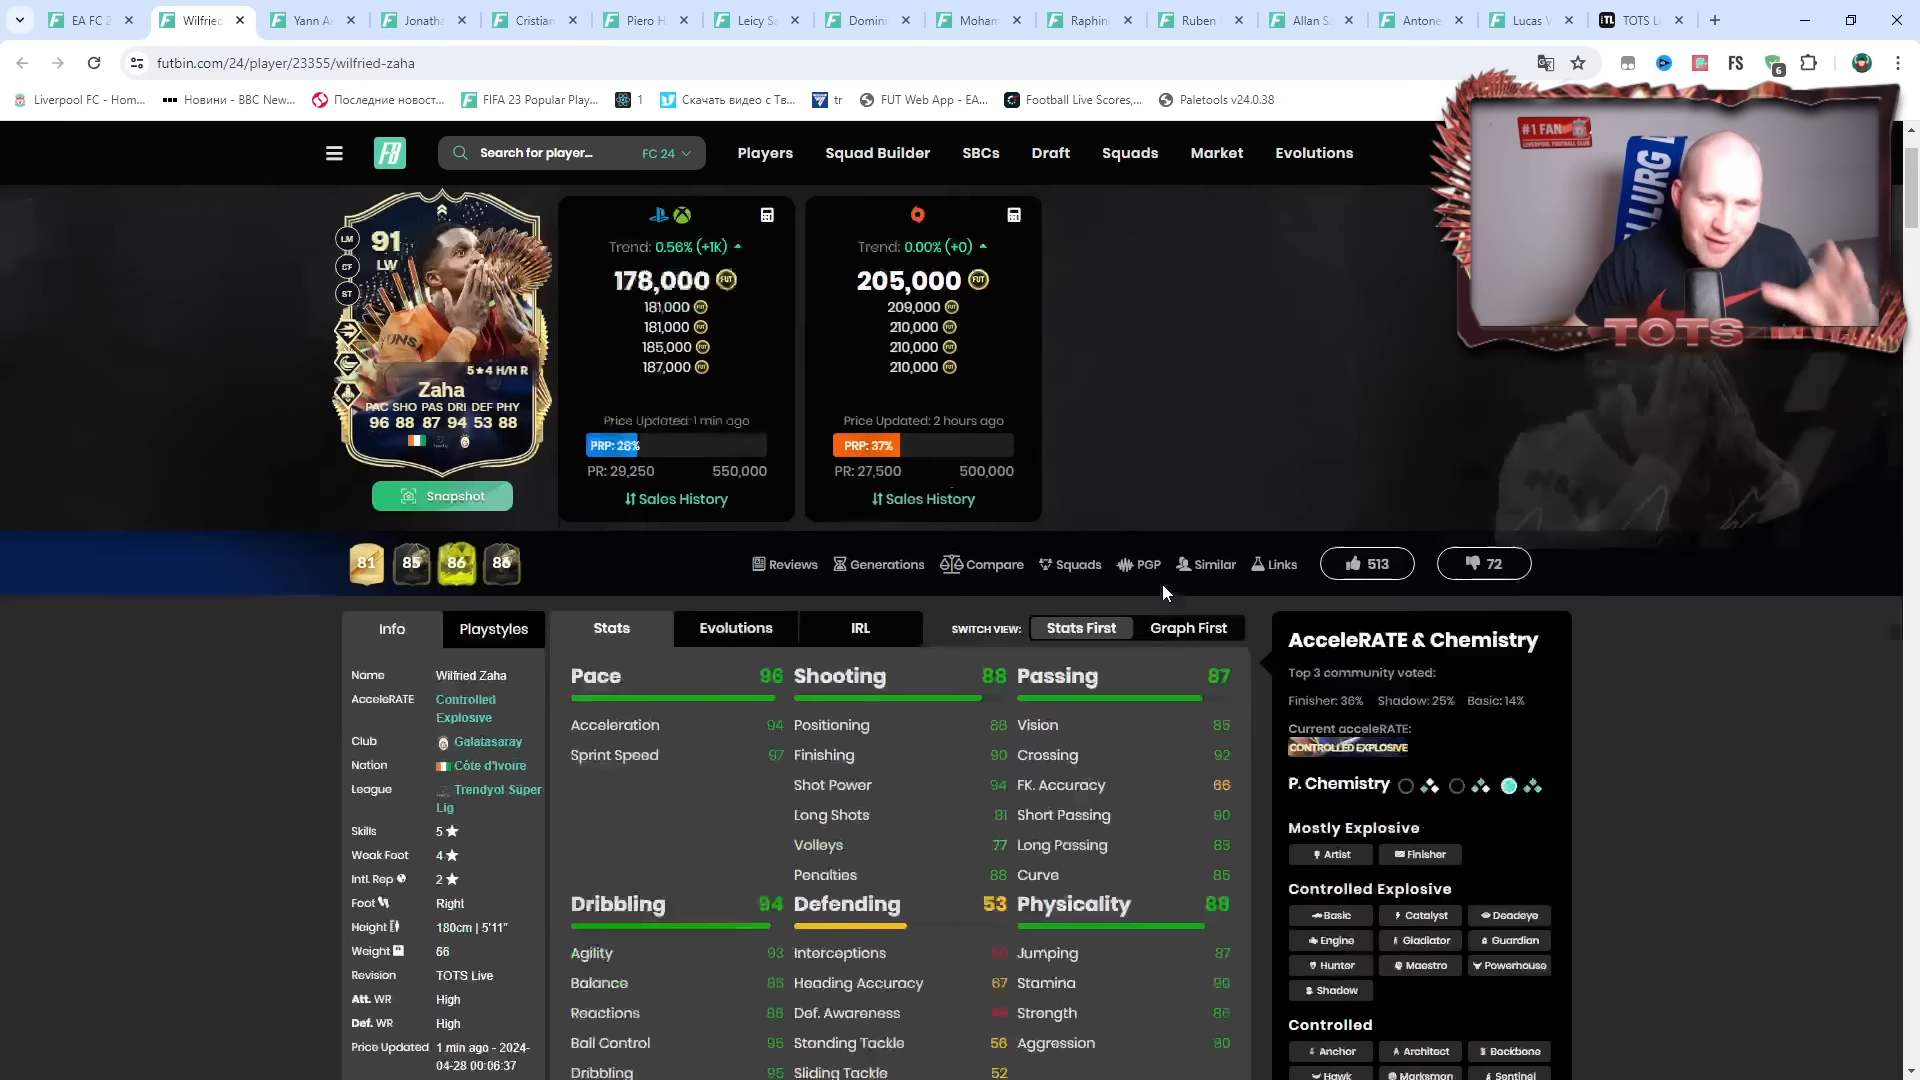 EA FC 2
Wilfried
Yann A
Jonatha
Cristian
Piero H
Leicy Sa
Domini
Moham
Raphin
Ruben
Allan S
Antone
Lucas V
TOTS L
futbin.com/24/player/23355/wilfried-zaha
FS
6
Liverpool FC - Hom...
Новини - BBC New...
Последние новост...
FIFA 23 Popular Play...
1
Скачать видео с Тв...
tr
FUT Web App - EA...
Football Live Scores,...
Paletools v24.0.38
#1 FAN
LIVERPOOL FOOTBALL CLUB
LLURG
TOTS
FB
Search for player...
FC 24
Players
Squad Builder
SBCs
Draft
Squads
Market
Evolutions
91
LW
LM
CF
ST
5★4 H/H R
Zaha
PAC SHO PAS DRI DEF PHY
96 88 87 94 53 88
Snapshot
Trend: 0.56% (+1K)
178,000
181,000
181,000
185,000
187,000
Price Updated: 1 min ago
PRP: 28%
PR: 29,250
550,000
Sales History
Trend: 0.00% (+0)
205,000
209,000
210,000
210,000
210,000
Price Updated: 2 hours ago
PRP: 37%
PR: 27,500
500,000
Sales History
81
85
86
Reviews
Generations
Compare
Squads
PGP
Similar
Links
513
72
Info
Playstyles
Name Wilfried Zaha
AcceleRATE Controlled
Explosive
Club Galatasaray
Nation Côte d'Ivoire
League Trendyol Süper
Lig
Skills 5★
Weak Foot 4★
Intl. Rep 2★
Foot Right
Height 180cm | 5'11"
Weight 66
Revision TOTS Live
Att. WR High
Def. WR High
Price Updated 1 min ago - 2024-
04-28 00:06:37
Stats
Evolutions
IRL
SWITCH VIEW:
Stats First
Graph First
Pace 96
Acceleration 94
Sprint Speed 97
Shooting 88
Positioning 88
Finishing 90
Shot Power 94
Long Shots 81
Volleys 77
Penalties 88
Passing 87
Vision 85
Crossing 92
FK. Accuracy 66
Short Passing 90
Long Passing 83
Curve 85
Dribbling 94
Agility 93
Balance
Reactions 86
Ball Control 95
Dribbling 95
Defending 53
Interceptions
Heading Accuracy 67
Def. Awareness
Standing Tackle 56
Sliding Tackle 52
Physicality 88
Jumping 87
Stamina 90
Strength
Aggression
AcceleRATE & Chemistry
Top 3 community voted:
Finisher: 36% Shadow: 25% Basic: 14%
Current acceleRATE:
CONTROLLED EXPLOSIVE
P. Chemistry
Mostly Explosive
Artist
Finisher
Controlled Explosive
Basic
Catalyst
Deadeye
Engine
Gladiator
Guardian
Hunter
Maestro
Powerhouse
Shadow
Controlled
Anchor
Architect
Backbone
Hawk
Marksman
Sentinel